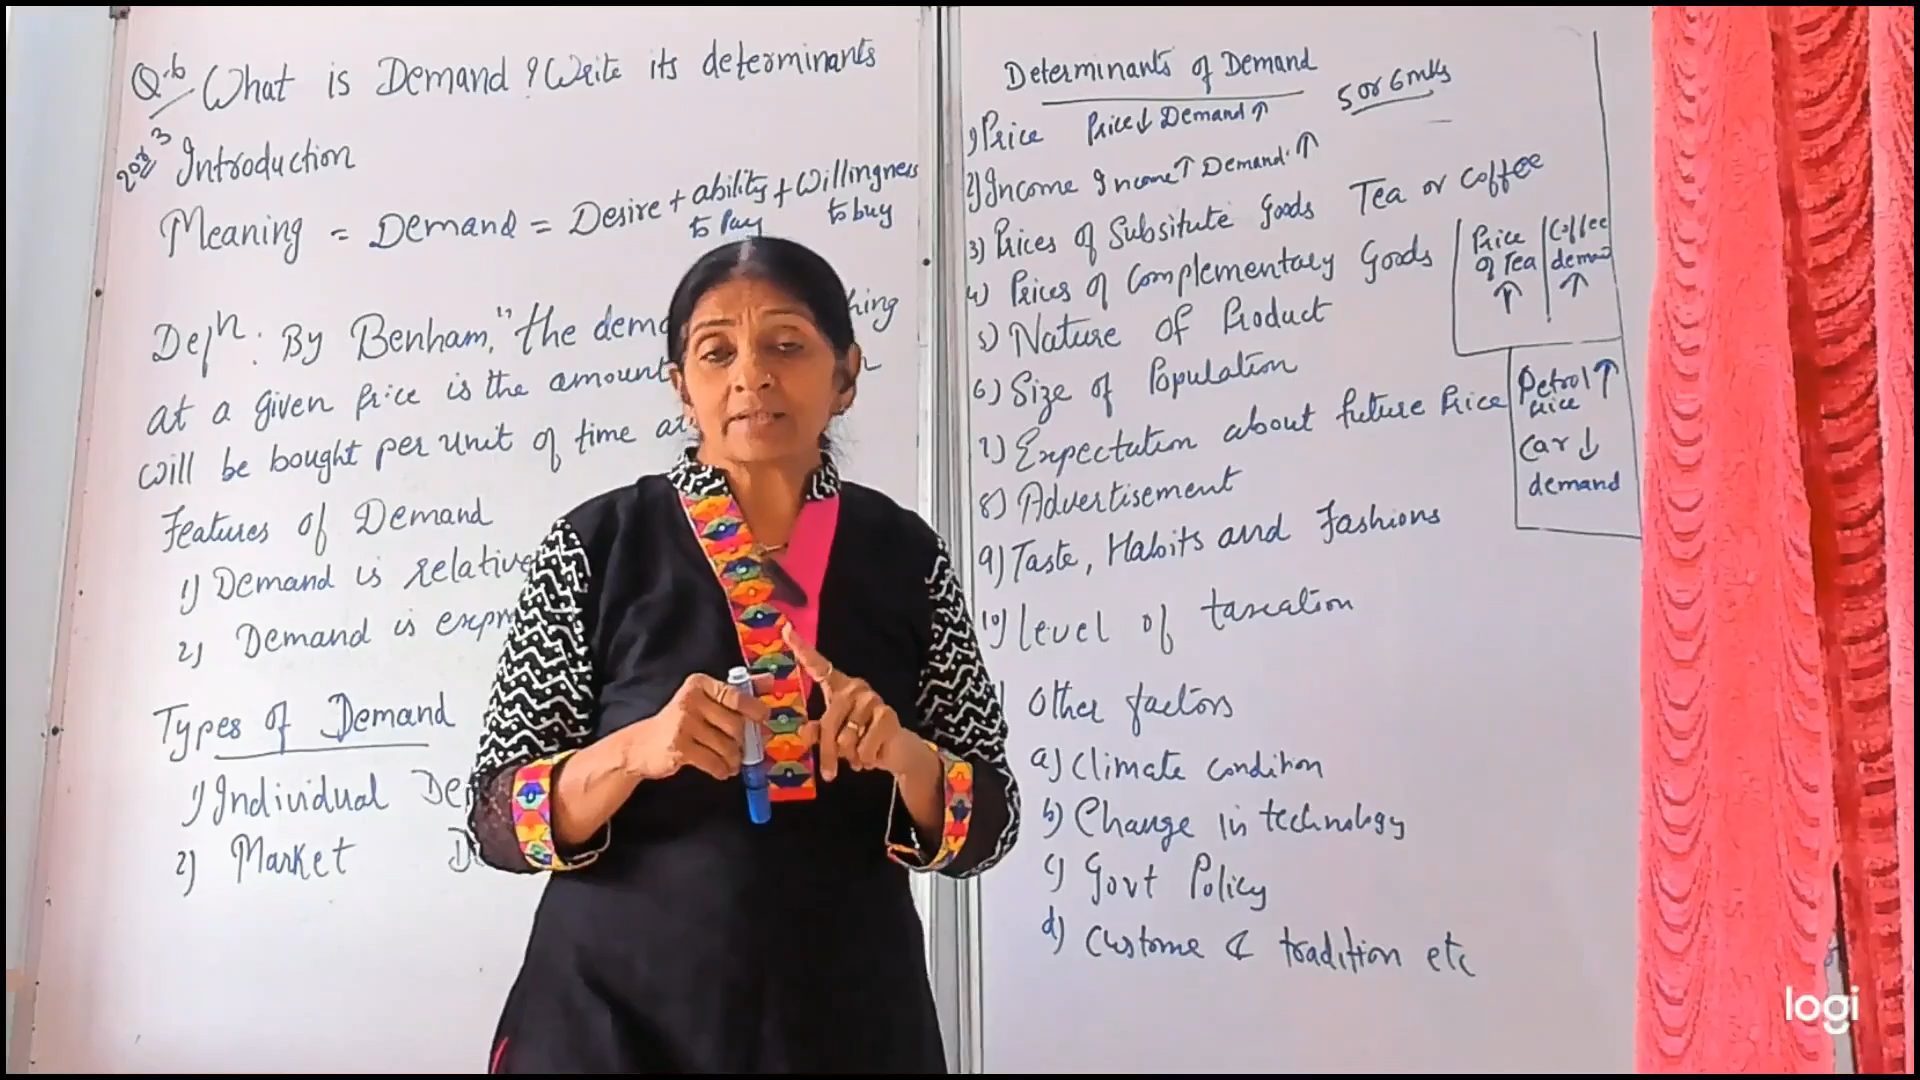 Q.6 What is Demand? Write its determinants
2 or 3
Introduction
Meaning = Demand = Desire + ability + Willingness
to Pay to buy
Defn: By Benham, "the
at a given price is the amount
will be bought per unit of time at
Features of Demand
1) Demand is relative
2) Demand is
Types of Demand
1) Individual
2) Market
Determinants of Demand
5 or 6 mks
1) Price Price↓ Demand↑
2) Income Income↑ Demand↑
3) Prices of Subsitute Goods Tea or Coffee
4) Prices of Complementary Goods
Price of Tea ↑
Coffee demand ↑
5) Nature of Product
6) Size of Population
7) Expectation about future Price
Petrol↑
Price
Car↓
demand
8) Advertisement
9) Taste, Habits and Fashions
10) Level of taxation
Other factors
a) Climate condition
b) Change in technology
c) Govt Policy
d) Custome & tradition etc
logi